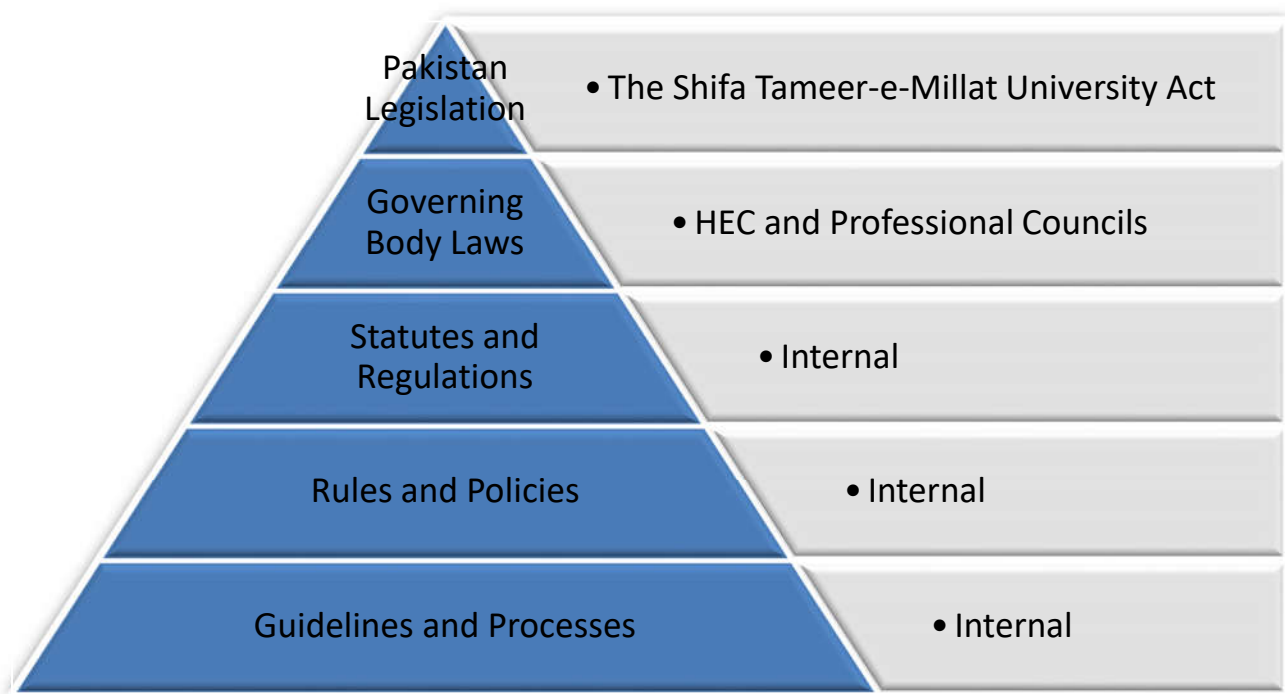 Pakistan
Legislation
• The Shifa Tameer-e-Millat University Act
Governing
Body Laws
• HEC and Professional Councils
Statutes and
Regulations
• Internal
Rules and Policies
• Internal
Guidelines and Processes
• Internal